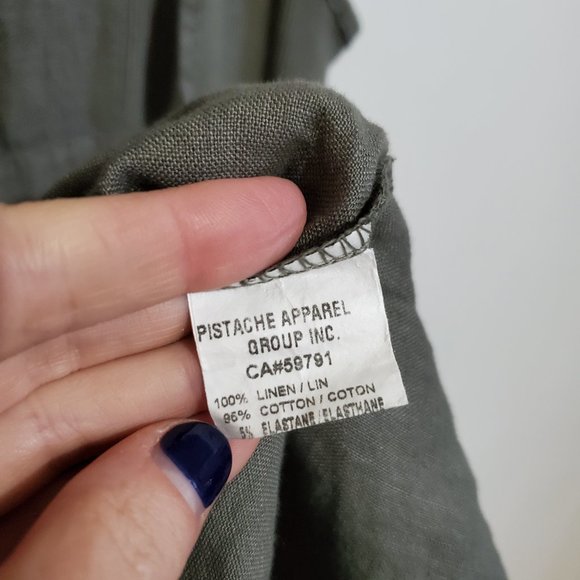 PISTACHE APPAREL
GROUP INC.
CA#59791
100% LINEN / LIN
95% COTTON / COTON
5% ELASTANE / ELASTHANE